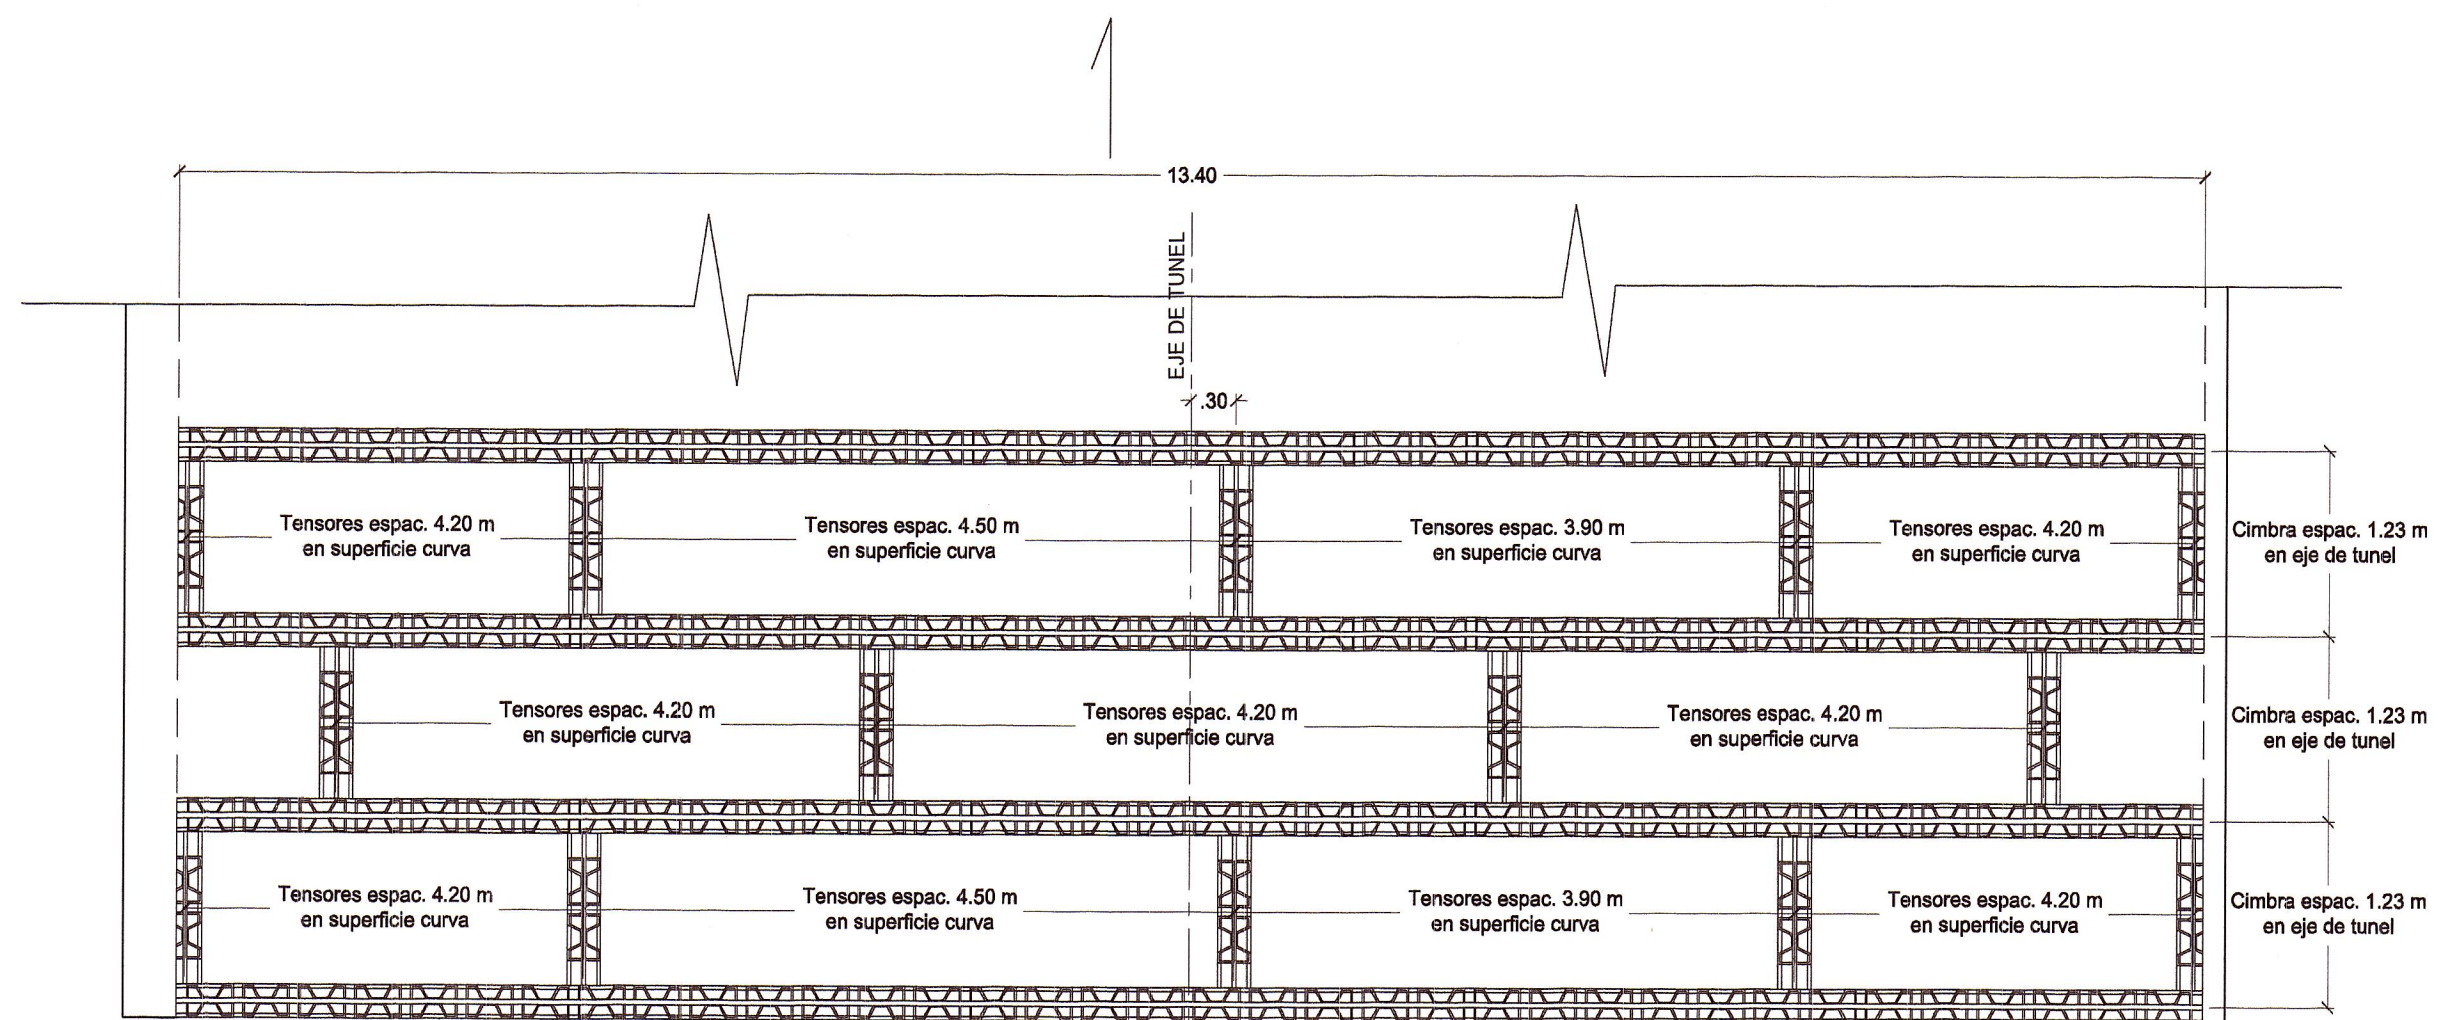 13.40
EJE DE TUNEL
.30
Tensores espac. 4.20 m
en superficie curva
Tensores espac. 4.50 m
en superficie curva
Tensores espac. 3.90 m
en superficie curva
Tensores espac. 4.20 m
en superficie curva
Cimbra espac. 1.23 m
en eje de tunel
Tensores espac. 4.20 m
en superficie curva
Tensores espac. 4.20 m
en superficie curva
Tensores espac. 4.20 m
en superficie curva
Cimbra espac. 1.23 m
en eje de tunel
Tensores espac. 4.20 m
en superficie curva
Tensores espac. 4.50 m
en superficie curva
Tensores espac. 3.90 m
en superficie curva
Tensores espac. 4.20 m
en superficie curva
Cimbra espac. 1.23 m
en eje de tunel